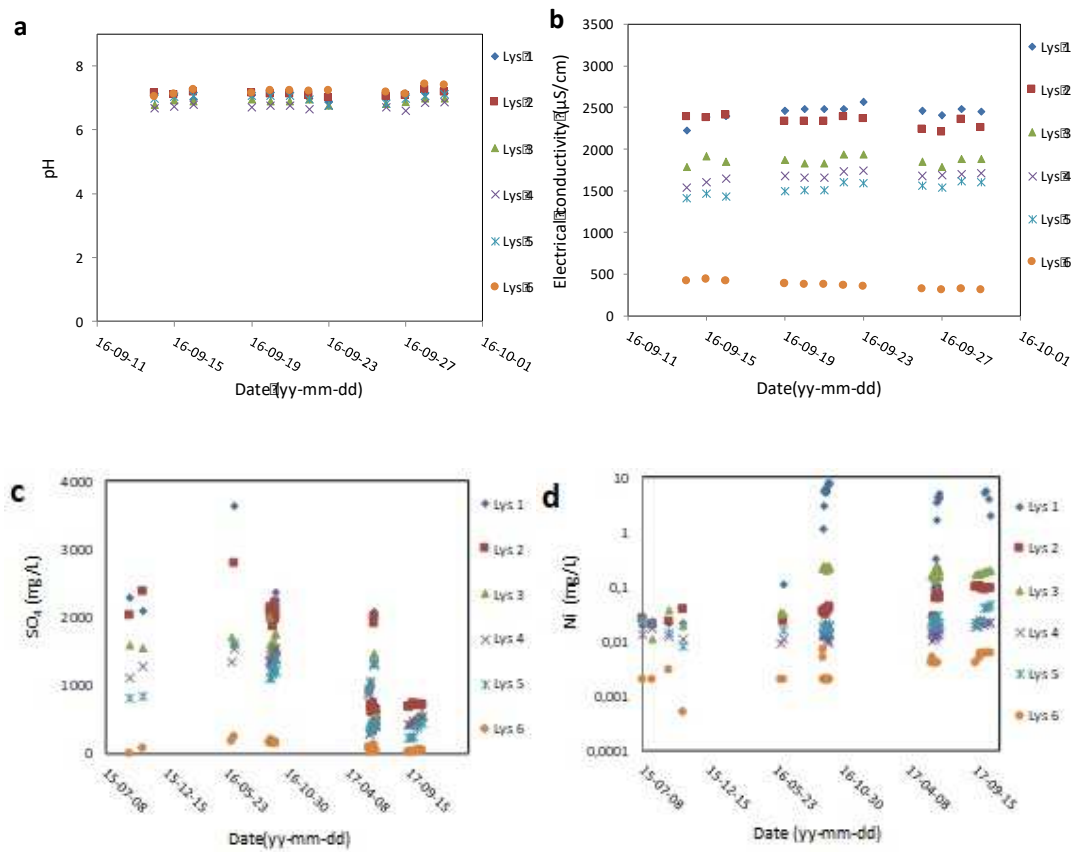 a
8
6
4
2
0
pH
16-09-11
16-09-15
16-09-19
16-09-23
16-09-27
16-10-01
Date (yy-mm-dd)
Lys 1
Lys 2
Lys 3
Lys 4
Lys 5
Lys 6
b
3500
3000
2500
2000
1500
1000
500
0
Electrical conductivity (µS/cm)
16-09-11
16-09-15
16-09-19
16-09-23
16-09-27
16-10-01
Date(yy-mm-dd)
Lys 1
Lys 2
Lys 3
Lys 4
Lys 5
Lys 6
c
4000
3000
2000
1000
0
SO4 (mg/L)
15-07-08
15-12-15
16-05-23
16-10-30
17-04-08
17-09-15
Date(yy-mm-dd)
Lys 1
Lys 2
Lys 3
Lys 4
Lys 5
Lys 6
d
10
1
0,1
0,01
0,001
0,0001
Ni (mg/L)
15-07-08
15-12-15
16-05-23
16-10-30
17-04-08
17-09-15
Date (yy-mm-dd)
Lys 1
Lys 2
Lys 3
Lys 4
Lys 5
Lys 6